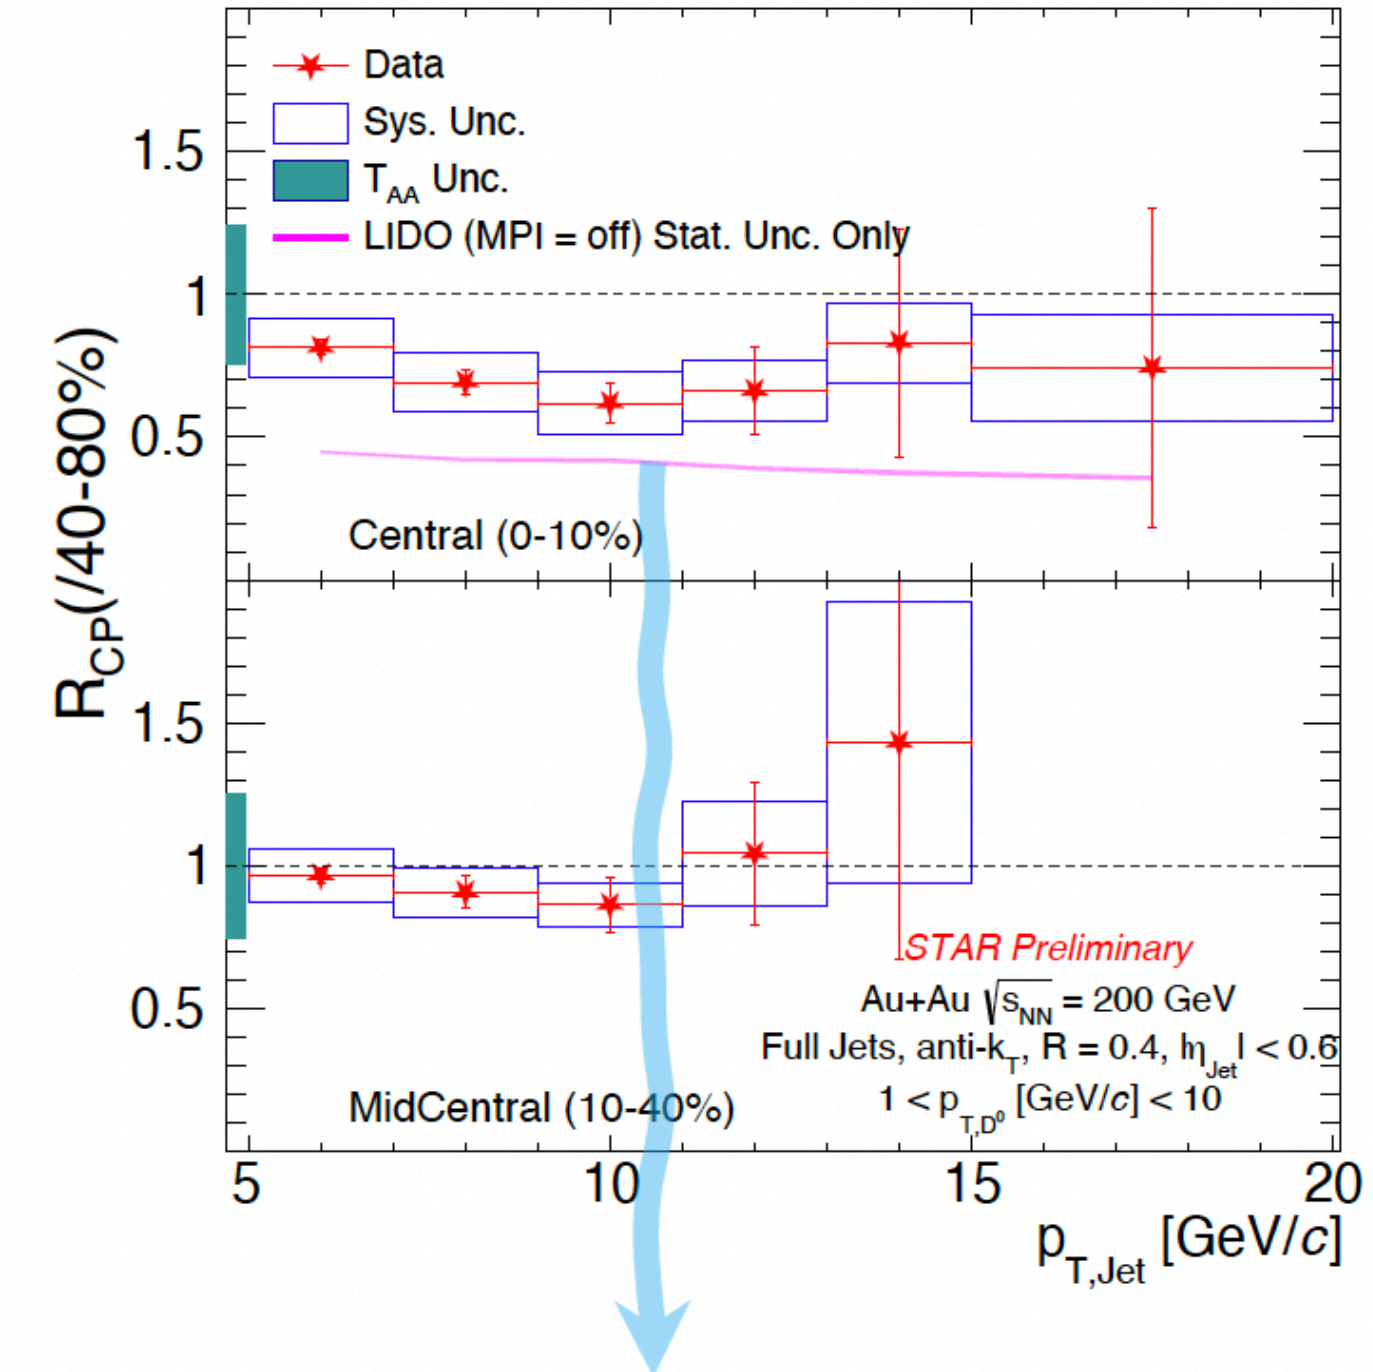 Data
Sys. Unc.
T_AA Unc.
LIDO (MPI = off) Stat. Unc. Only
1.5
1
0.5
Central (0-10%)
R_CP(/40-80%)
1.5
1
0.5
STAR Preliminary
Au+Au √s_NN = 200 GeV
Full Jets, anti-k_T, R = 0.4, |η_Jet| < 0.6
1 < p_T,D⁰ [GeV/c] < 10
MidCentral (10-40%)
5 10 15 20
p_T,Jet [GeV/c]